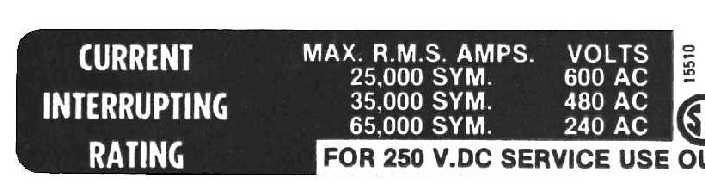 CURRENT INTERRUPTING RATING
MAX. R.M.S. AMPS. VOLTS
25,000 SYM. 600 AC
35,000 SYM. 480 AC
65,000 SYM. 240 AC
FOR 250 V.DC SERVICE USE
15510